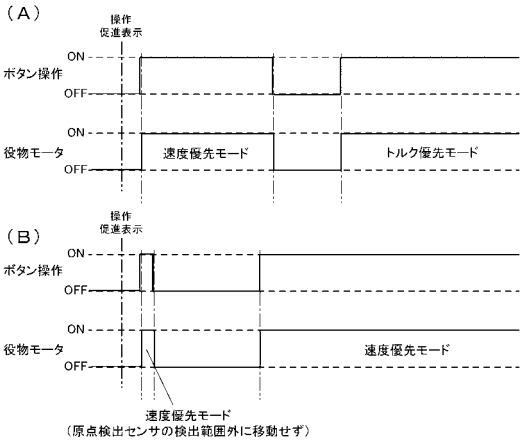 （A）
操作
促進表示
ON
ボタン操作
OFF
ON
役物モータ
速度優先モード
トルク優先モード
OFF
操作
促進表示
（B）
ON
ボタン操作
OFF
ON
役物モータ
速度優先モード
OFF
速度優先モード
（原点検出センサの検出範囲外に移動せず）